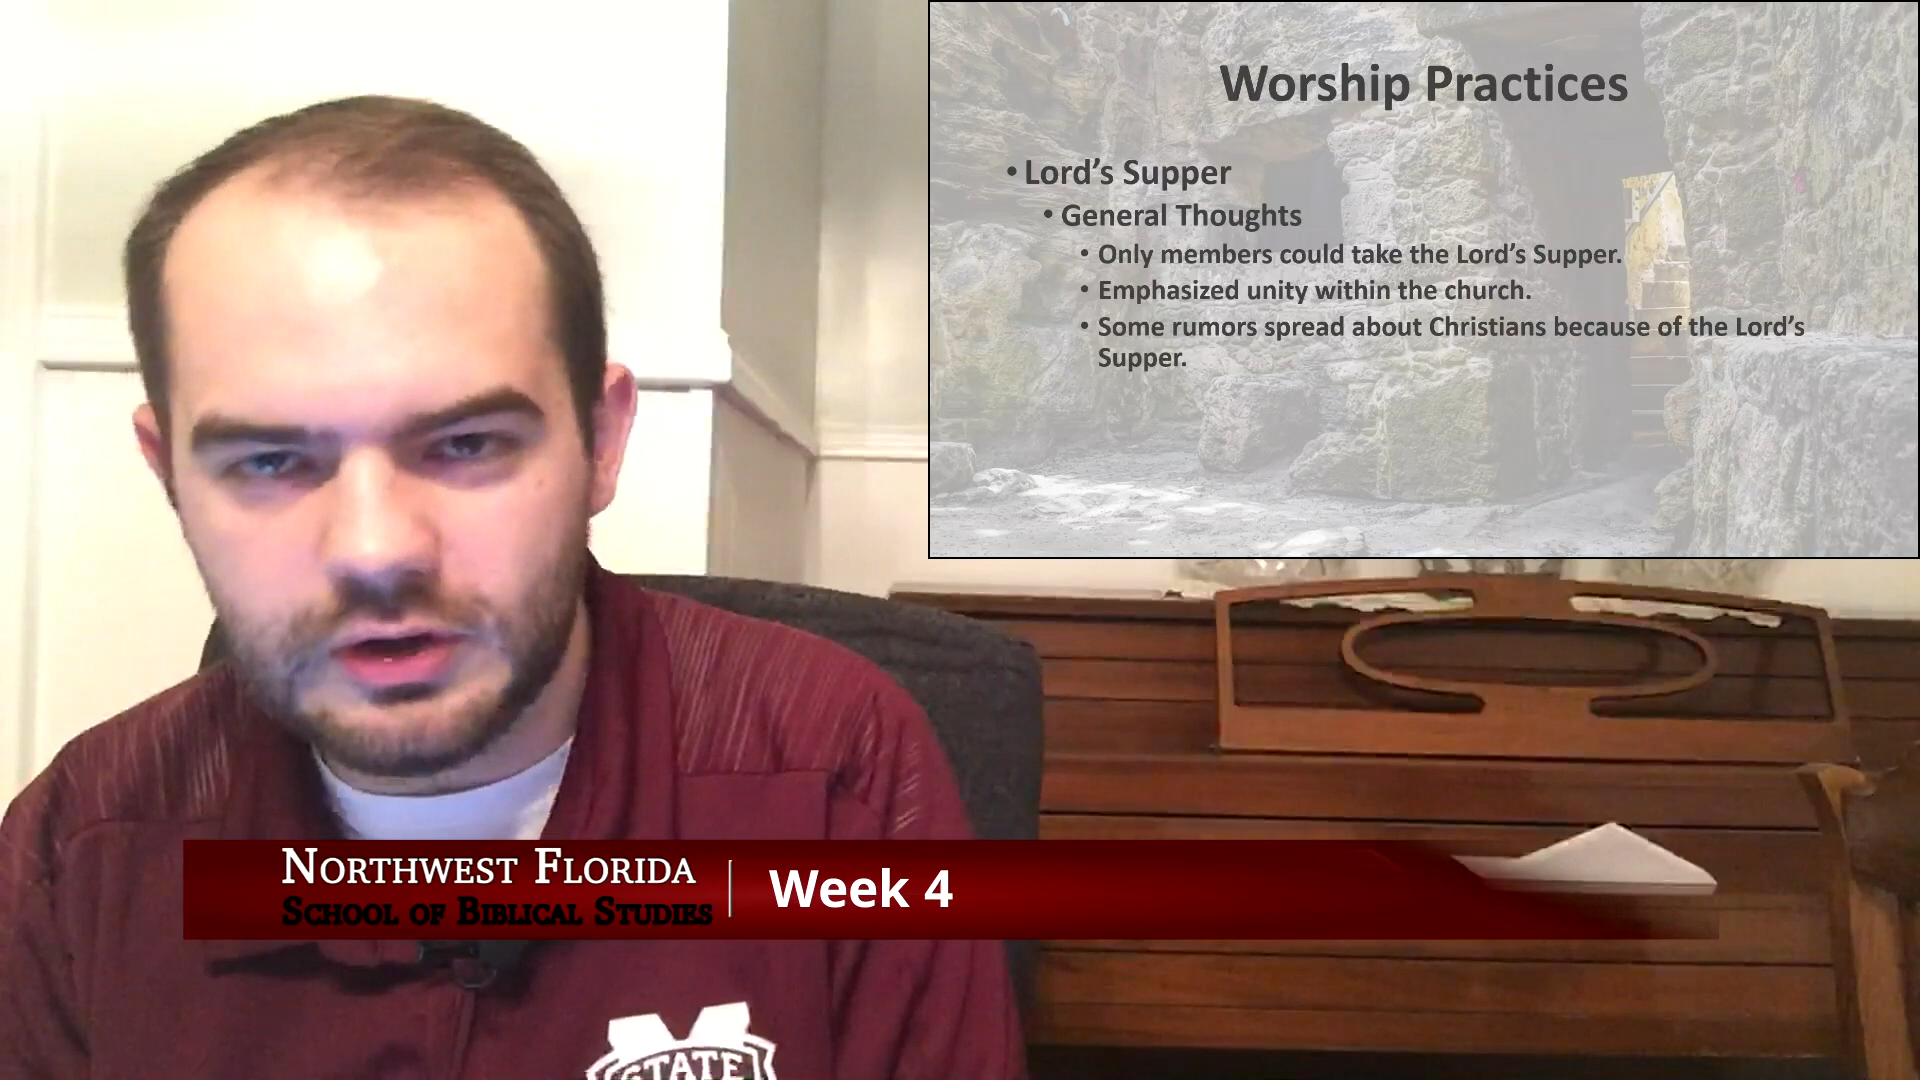 Worship Practices
• Lord’s Supper
• General Thoughts
• Only members could take the Lord’s Supper.
• Emphasized unity within the church.
• Some rumors spread about Christians because of the Lord’s
Supper.
Northwest Florida
School of Biblical Studies
Week 4
M
STATE